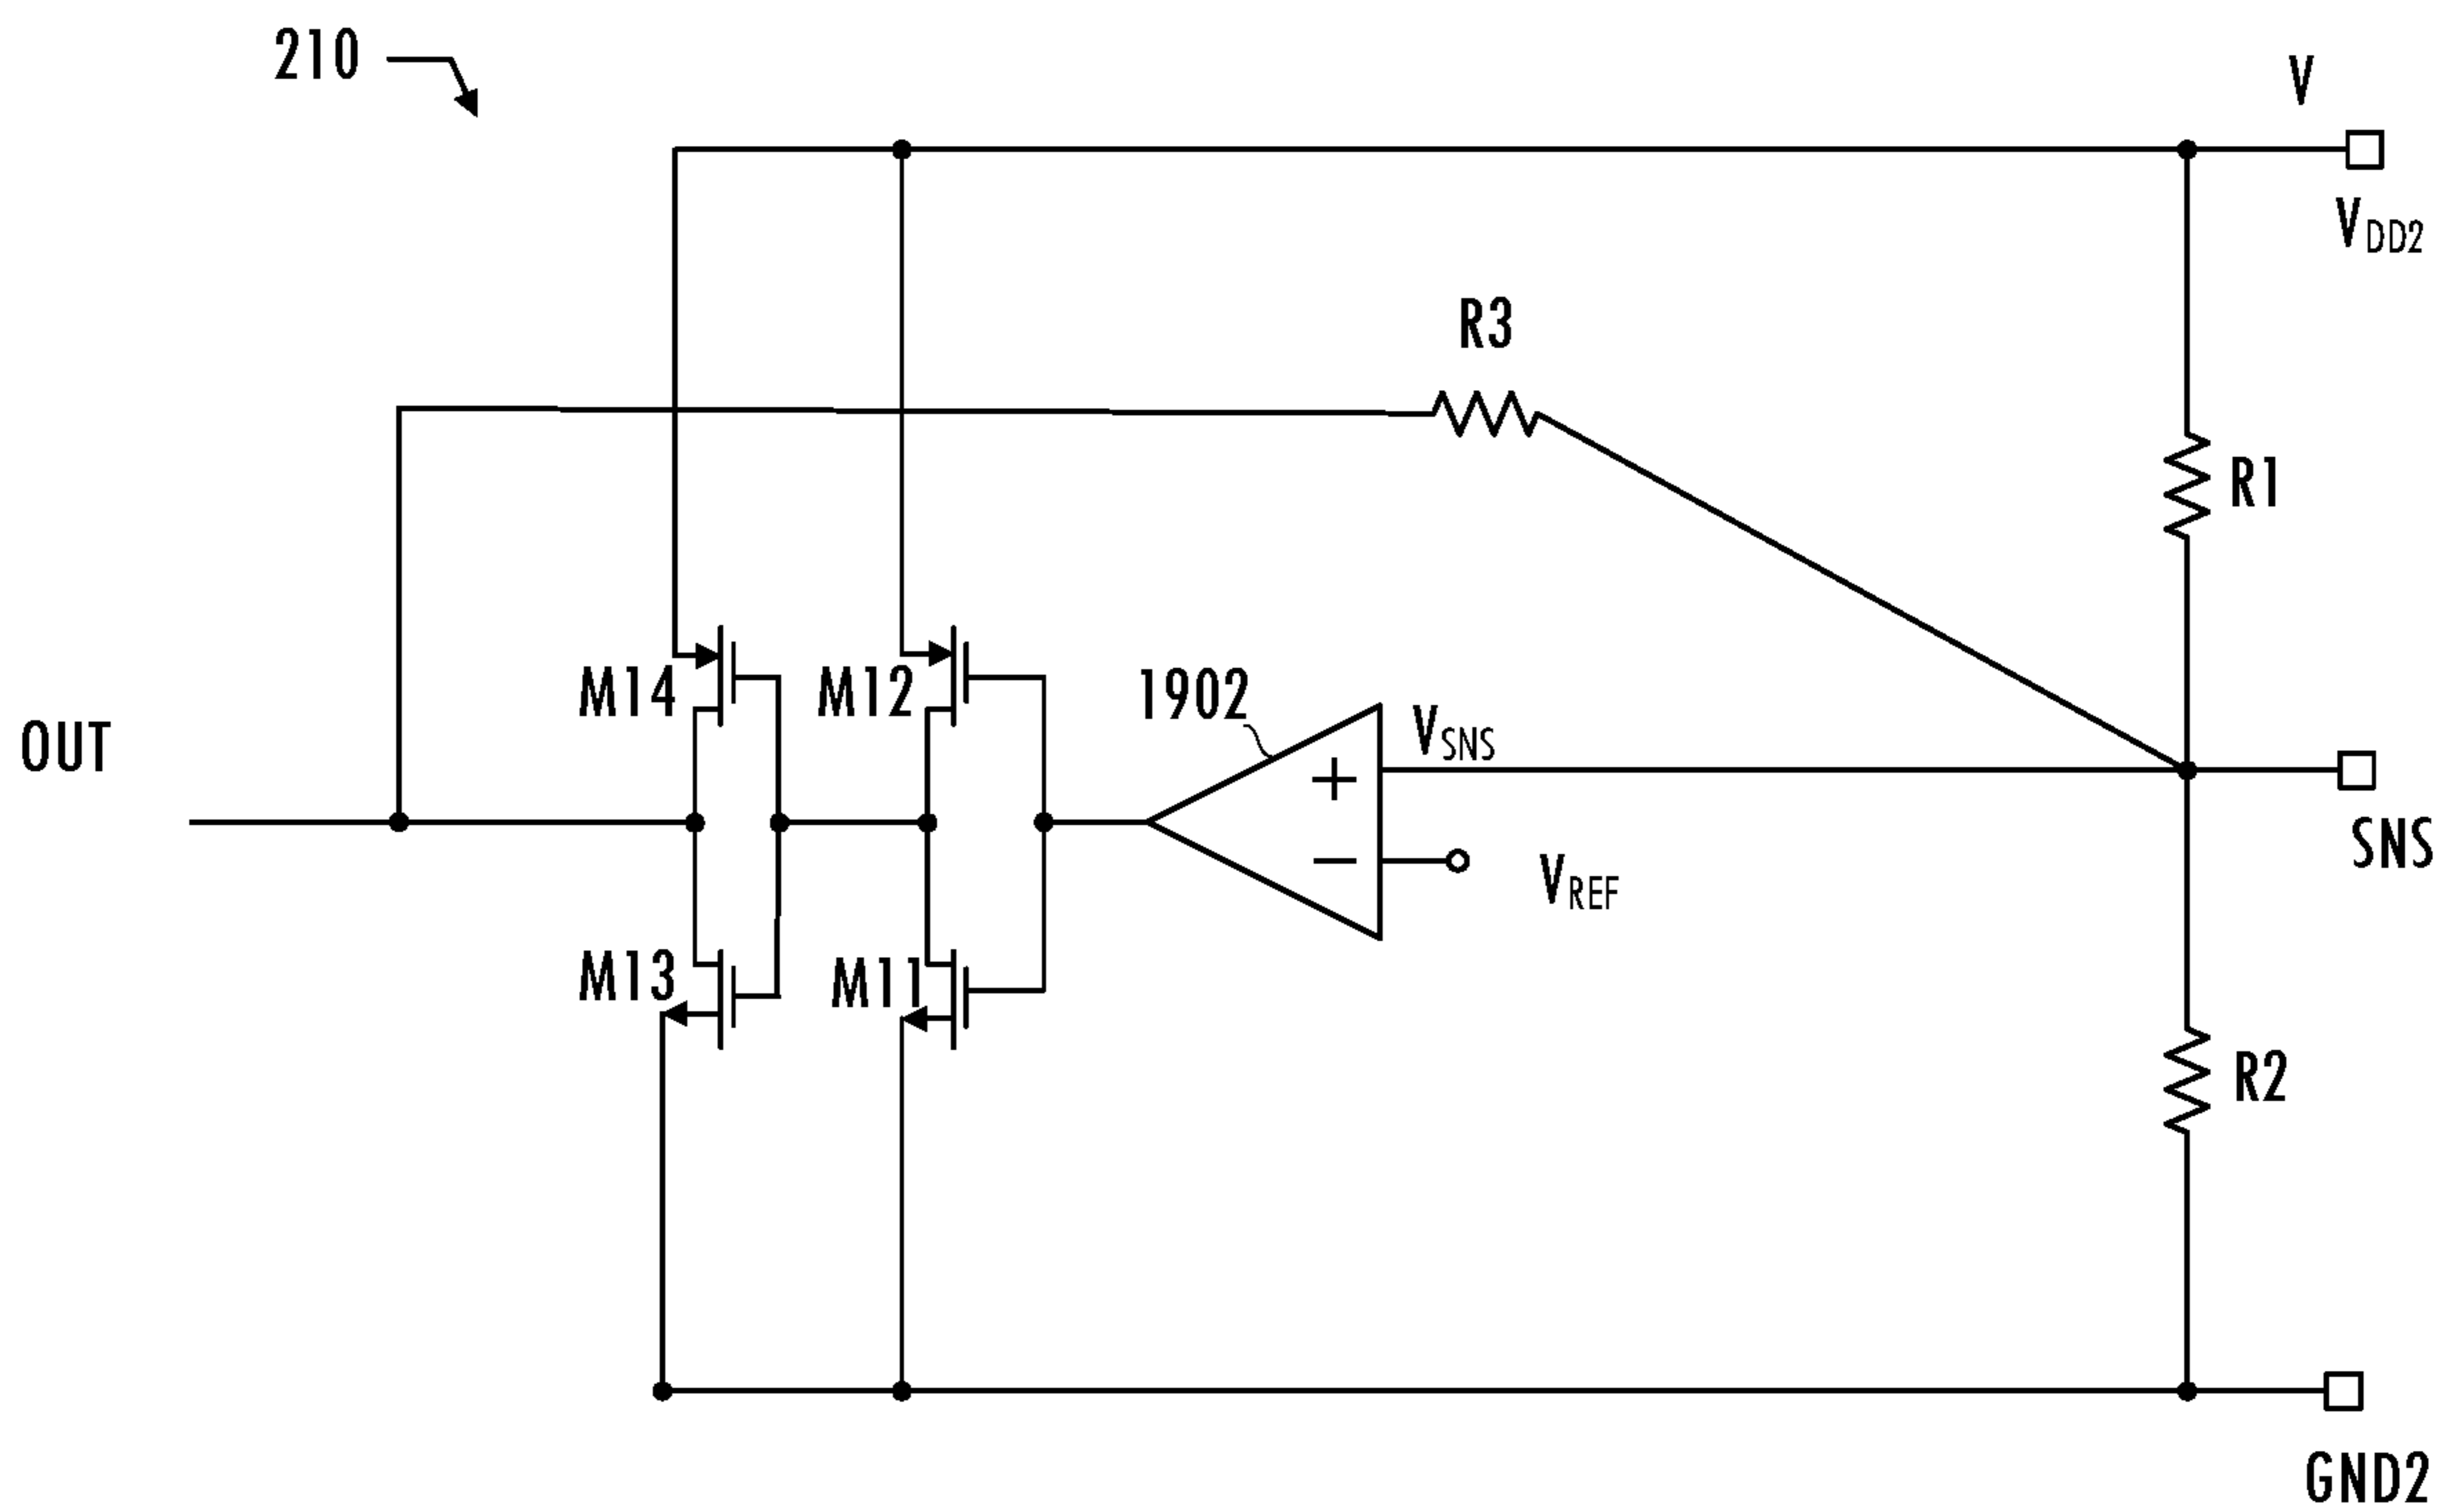 210
V
VDD2
R3
R1
M14
M12
1902
VSNS
OUT
+
SNS
−
VREF
M13
M11
R2
GND2